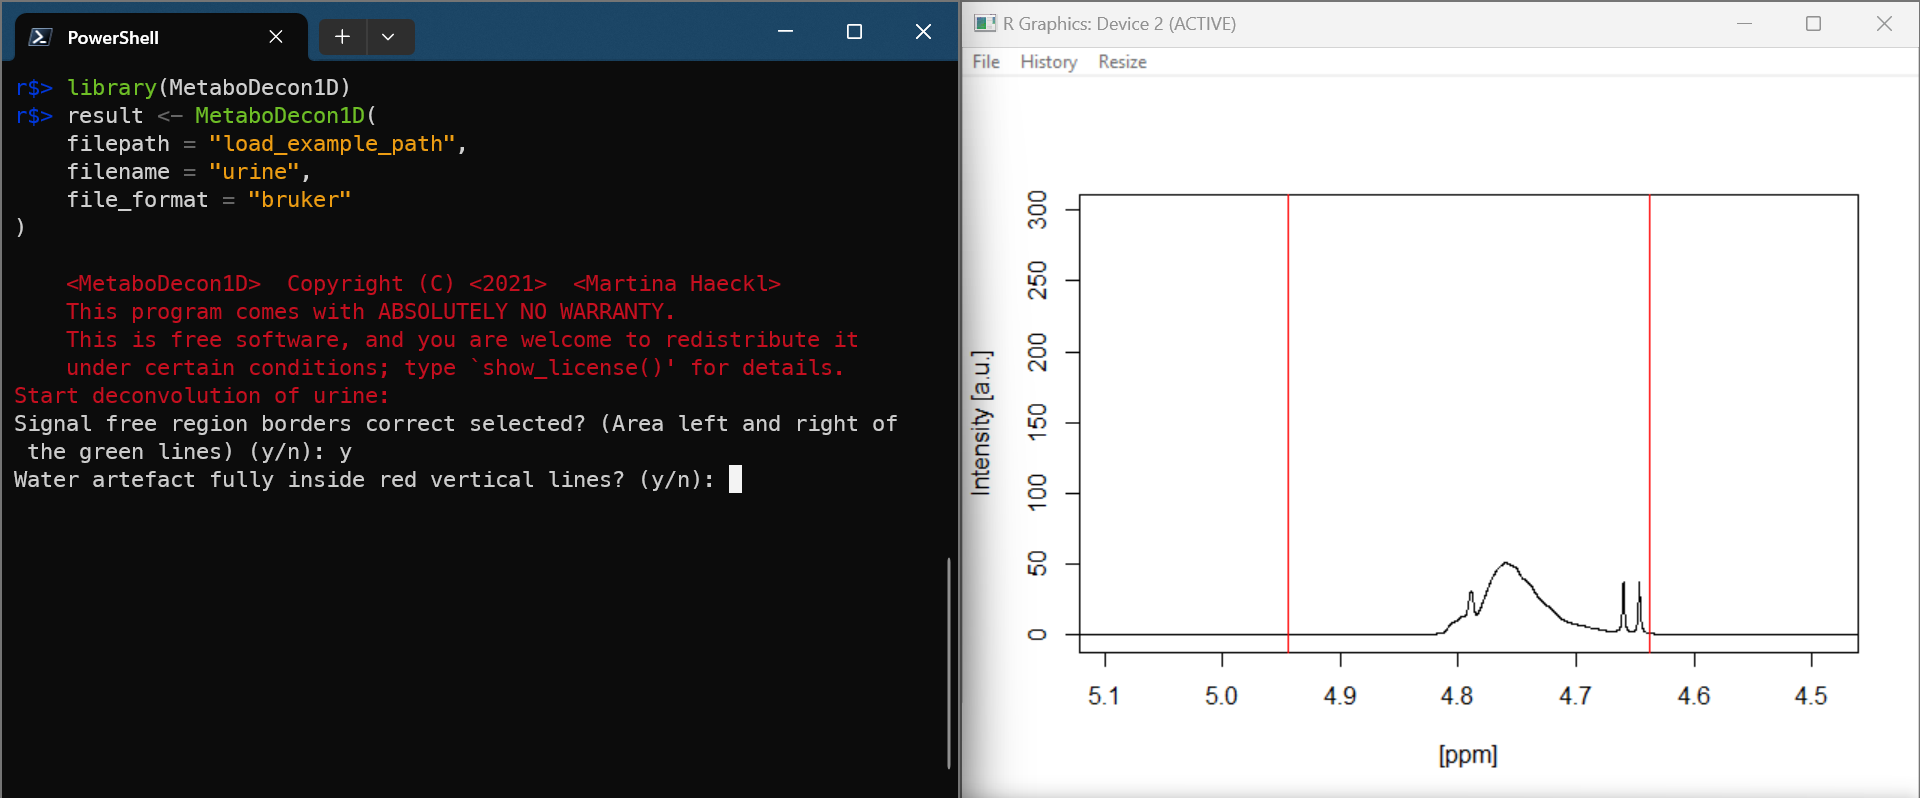 PowerShell
r$> library(MetaboDecon1D)
r$> result <- MetaboDecon1D(
filepath = "load_example_path",
filename = "urine",
file_format = "bruker"
)
<MetaboDecon1D>  Copyright (C) <2021>  <Martina Haeckl>
This program comes with ABSOLUTELY NO WARRANTY.
This is free software, and you are welcome to redistribute it
under certain conditions; type `show_license()' for details.
Start deconvolution of urine:
Signal free region borders correct selected? (Area left and right of
the green lines) (y/n): y
Water artefact fully inside red vertical lines? (y/n):
R Graphics: Device 2 (ACTIVE)
File History Resize
Intensity [a.u.]
300
250
200
150
100
50
0
5.1 5.0 4.9 4.8 4.7 4.6 4.5
[ppm]